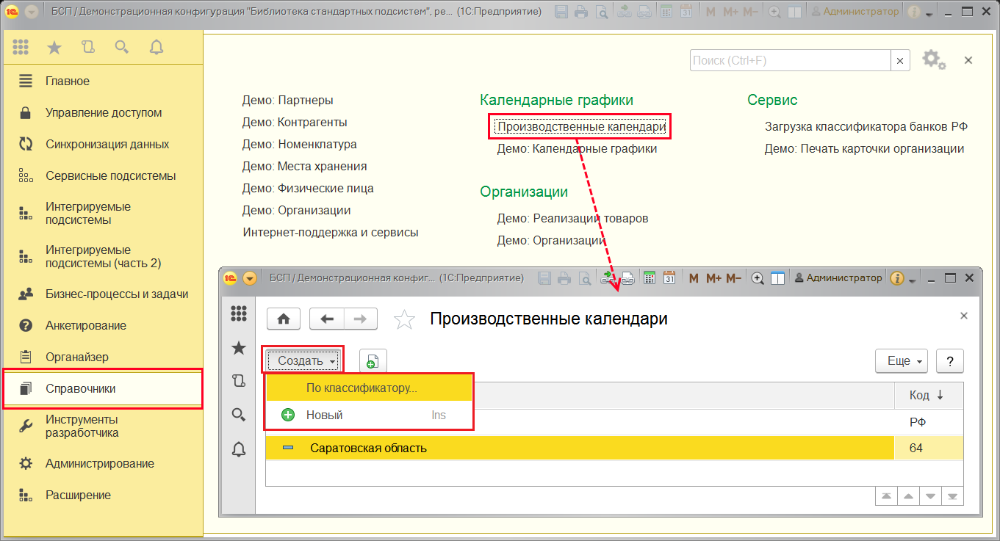 БСП / Демонстрационная конфигурация "Библиотека стандартных подсистем", ре... (1С:Предприятие)
31
M M+ M-
Администратор
Поиск (Ctrl+F)
Главное
Управление доступом
Синхронизация данных
Сервисные подсистемы
Интегрируемые
подсистемы
Интегрируемые
подсистемы (часть 2)
Бизнес-процессы и задачи
Анкетирование
Органайзер
Справочники
Инструменты
разработчика
Администрирование
Расширение
Демо: Партнеры
Демо: Контрагенты
Демо: Номенклатура
Демо: Места хранения
Демо: Физические лица
Демо: Организации
Интернет-поддержка и сервисы
Календарные графики
Производственные календари
Демо: Календарные графики
Организации
Демо: Реализации товаров
Демо: Организации
Сервис
Загрузка классификатора банков РФ
Демо: Печать карточки организации
БСП / Демонстрационная конфиг... (1С:Предприятие)
31
M M+ M-
Администратор
Производственные календари
Создать
Еще
?
По классификатору...
Новый Ins
Код
РФ
Саратовская область 64